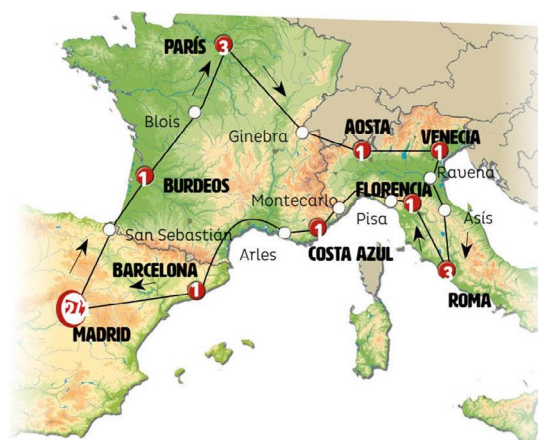 PARÍS
3
Blois
Ginebra
AOSTA
1
VENECIA
1
Ravena
1
BURDEOS
Montecarlo
FLORENCIA
1
Pisa
Asís
San Sebastián
Arles
1
COSTA AZUL
BARCELONA
1
3
ROMA
MADRID